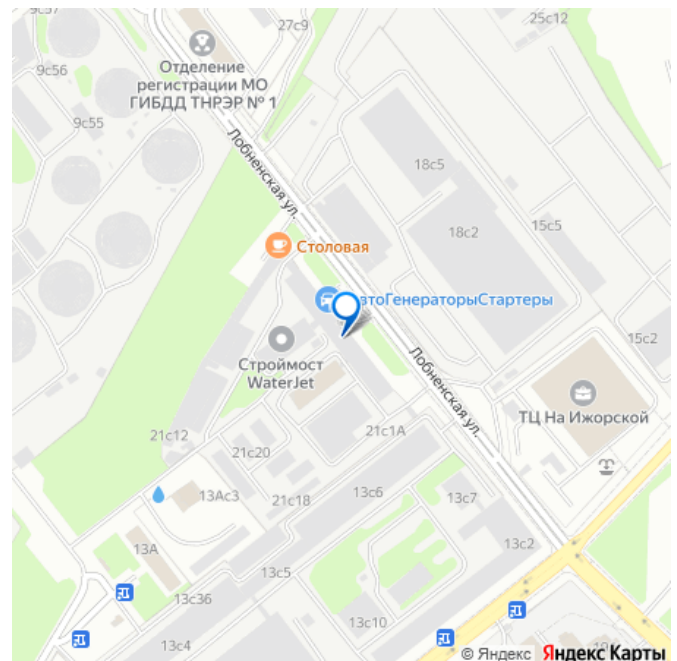 9с57
27с9
25с12
9с56
Отделение
регистрации МО
ГИБДД ТНРЭР № 1
9с55
Лобненская ул.
18с5
Столовая
18с2
15с5
втоГенераторыСтартеры
Строймост
WaterJet
Лобненская ул.
15с2
ТЦ На Ижорской
21с12
21с20
21с1А
13Ас3
21с18
13с6
13с7
13А
13с2
13с5
13с36
13с10
13с4
© Яндекс Яндекс Карты